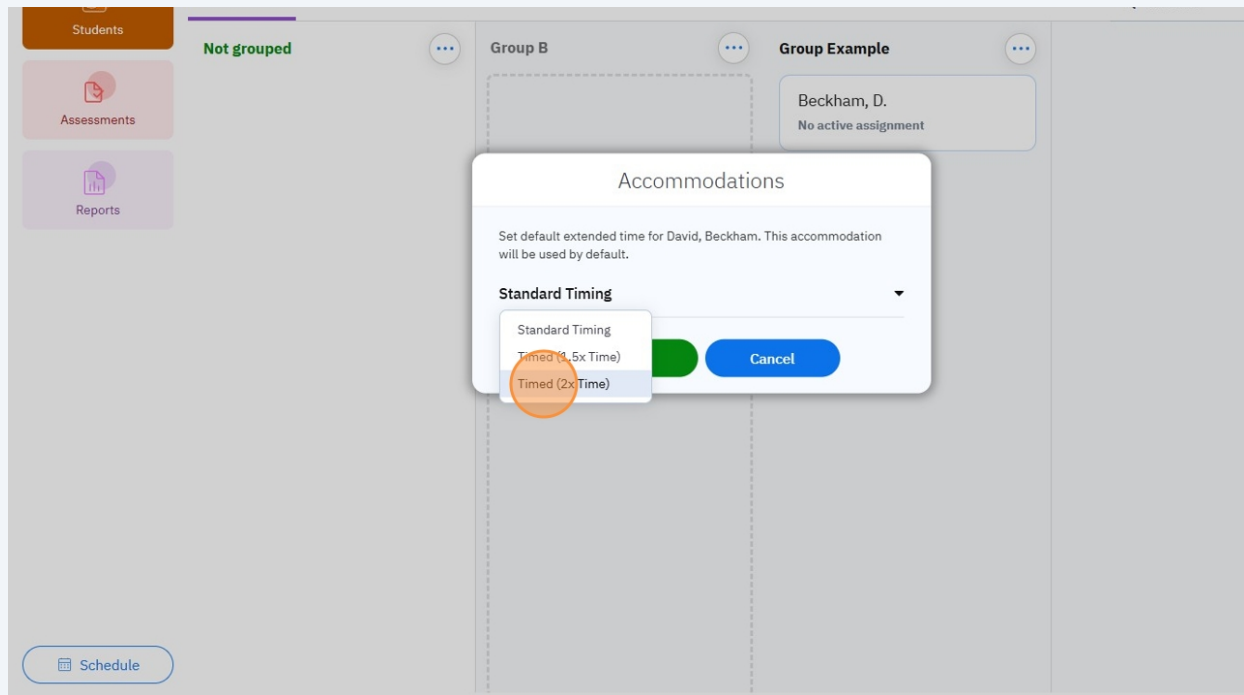 Students
Assessments
Reports
Schedule
Not grouped
Group B
Group Example
Beckham, D.
No active assignment
Accommodations
Set default extended time for David, Beckham. This accommodation
will be used by default.
Standard Timing
Standard Timing
Timed (1.5x Time)
Timed (2x Time)
Cancel